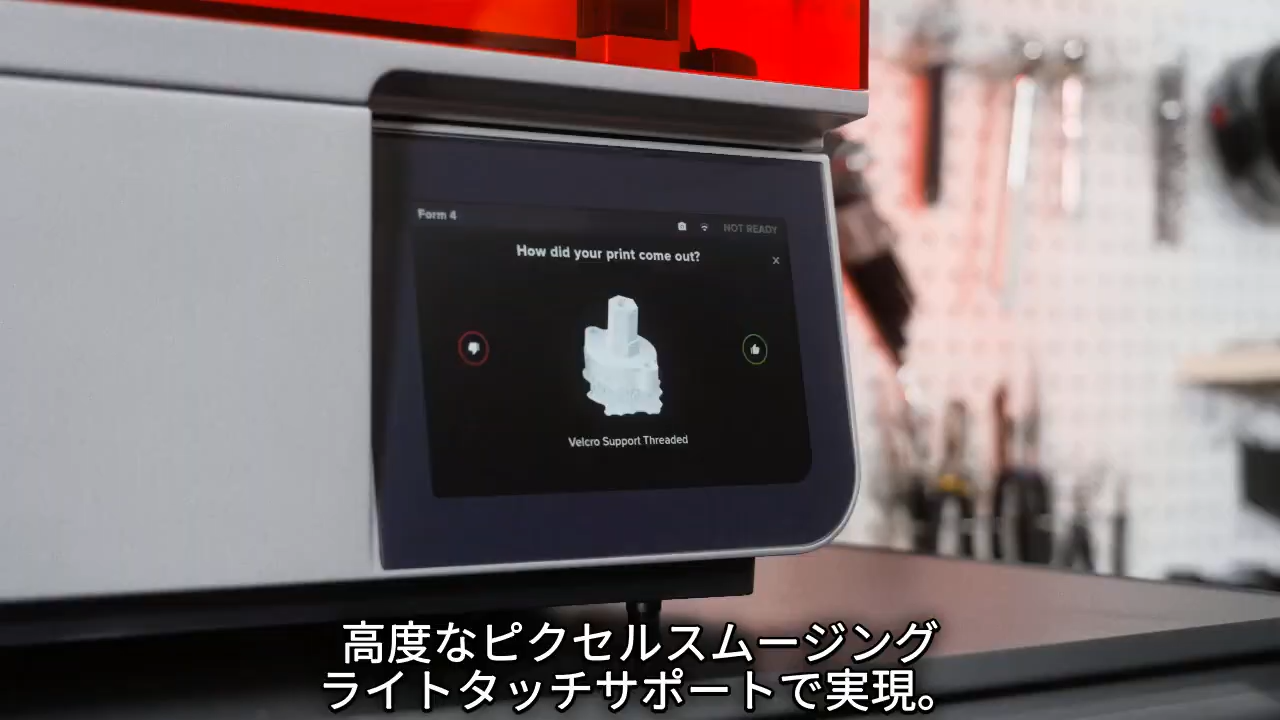 Form 4
NOT READY
How did your print come out?
X
Velcro Support Threaded
高度なピクセルスムージング
ライトタッチサポートで実現。